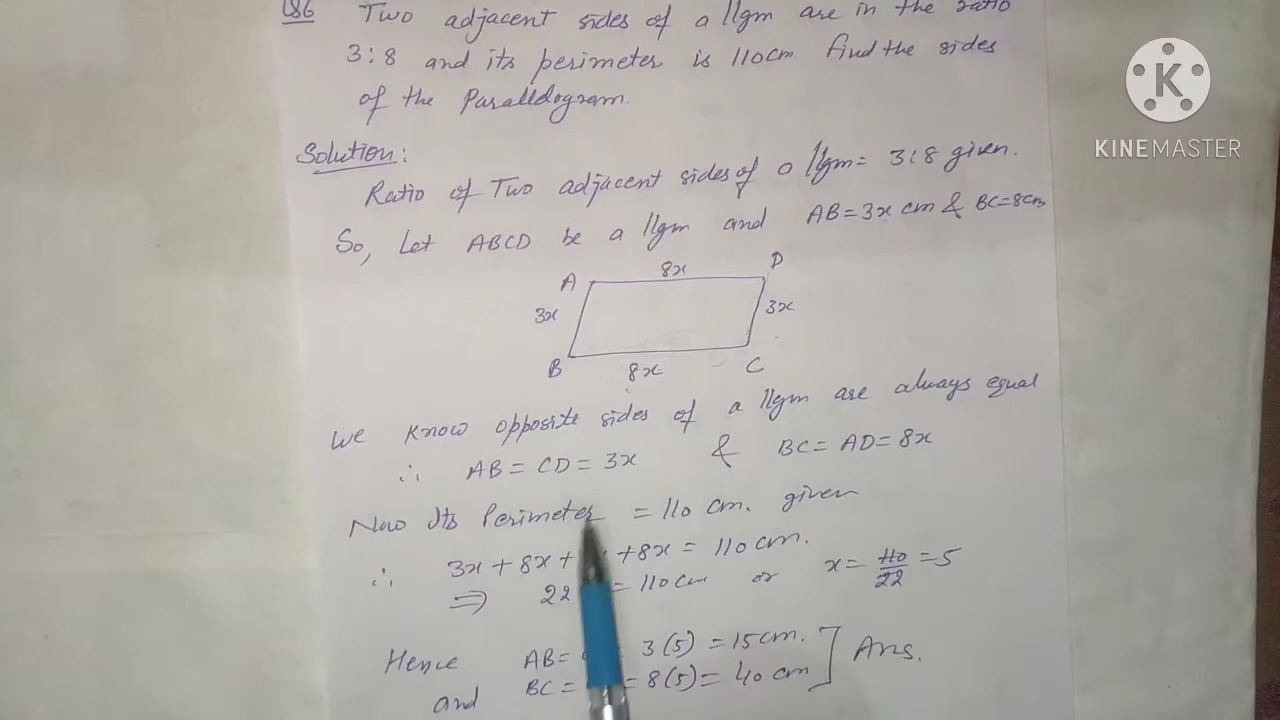 Q6 Two adjacent sides of a llgm are in the ratio
3:8 and its perimeter is 110cm find the sides
of the Parallelogram.
K
KINEMASTER
Solution:
Ratio of Two adjacent sides of a llgm = 3:8 given.
So, Let ABCD be a llgm and AB=3x cm & BC=8cm
A 8x D
3x 3x
B 8x C
We know opposite sides of a llgm are always equal
∴ AB = CD = 3x & BC = AD = 8x
Now Its Perimeter = 110 cm. given
∴ 3x + 8x + +8x = 110 cm.
⇒ 22 = 110cm or x = 110/22 = 5
Hence AB= 3(5) = 15cm.
and BC= = 8(5) = 40 cm ] Ans.